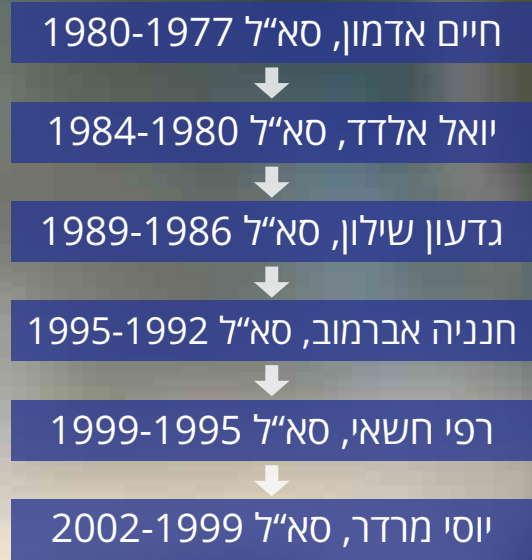 חיים אדמון, סא"ל 1980-1977
יואל אלדד, סא"ל 1984-1980
גדעון שילון, סא"ל 1989-1986
חנניה אברמוב, סא"ל 1995-1992
רפי חשאי, סא"ל 1999-1995
יוסי מרדר, סא"ל 2002-1999